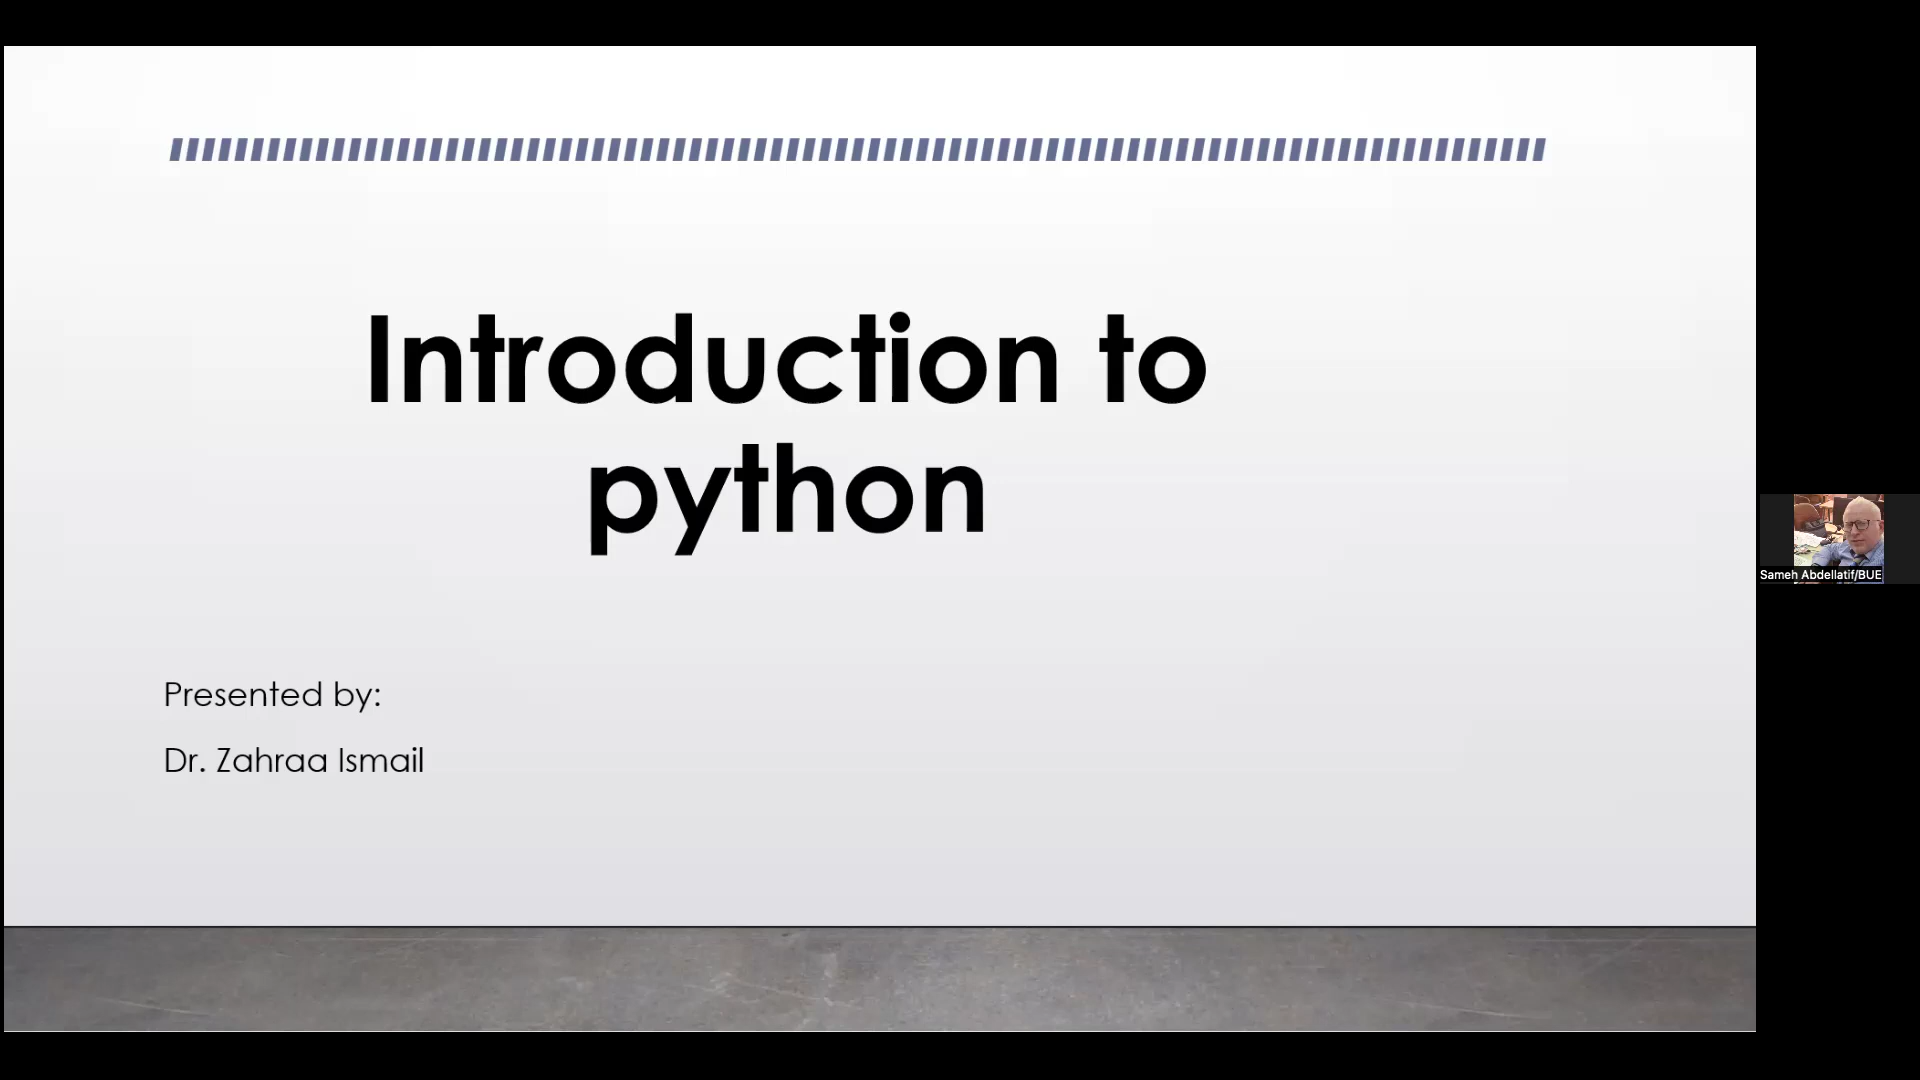 Introduction to
python
Presented by:
Dr. Zahraa Ismail
Sameh Abdellatif/BUE